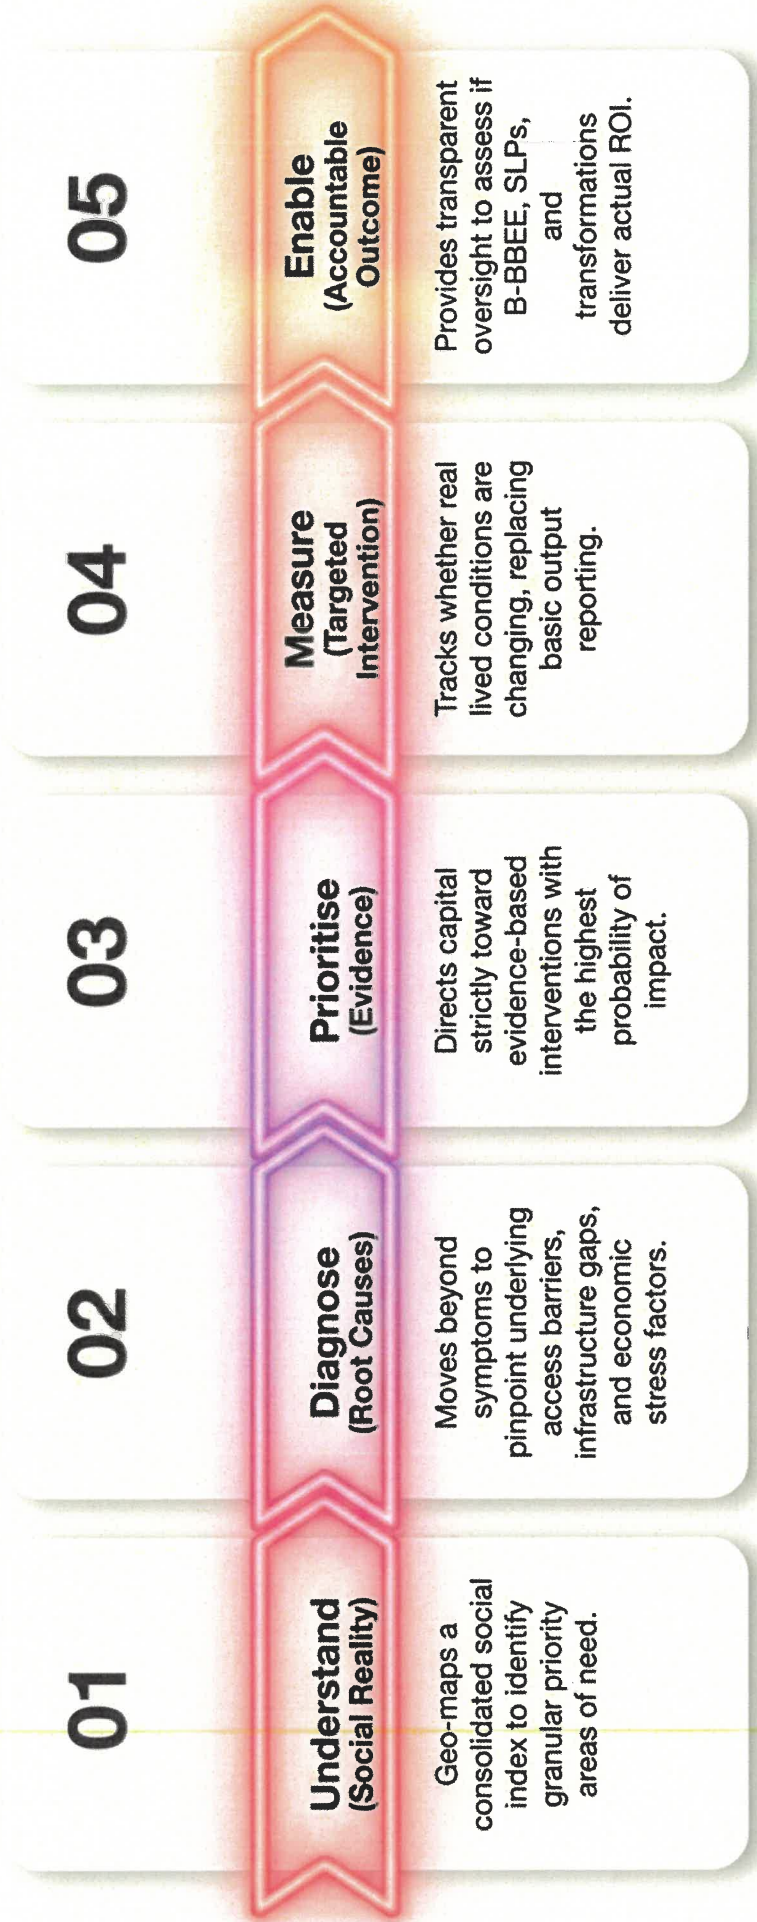 01
Understand
(Social Reality)
Geo-maps a
consolidated social
index to identify
granular priority
areas of need.
02
Diagnose
(Root Causes)
Moves beyond
symptoms to
pinpoint underlying
access barriers,
infrastructure gaps,
and economic
stress factors.
03
Prioritise
(Evidence)
Directs capital
strictly toward
evidence-based
interventions with
the highest
probability of
impact.
04
Measure
(Targeted
Intervention)
Tracks whether real
lived conditions are
changing, replacing
basic output
reporting.
05
Enable
(Accountable
Outcome)
Provides transparent
oversight to assess if
B-BBEE, SLPs,
and
transformations
deliver actual ROI.